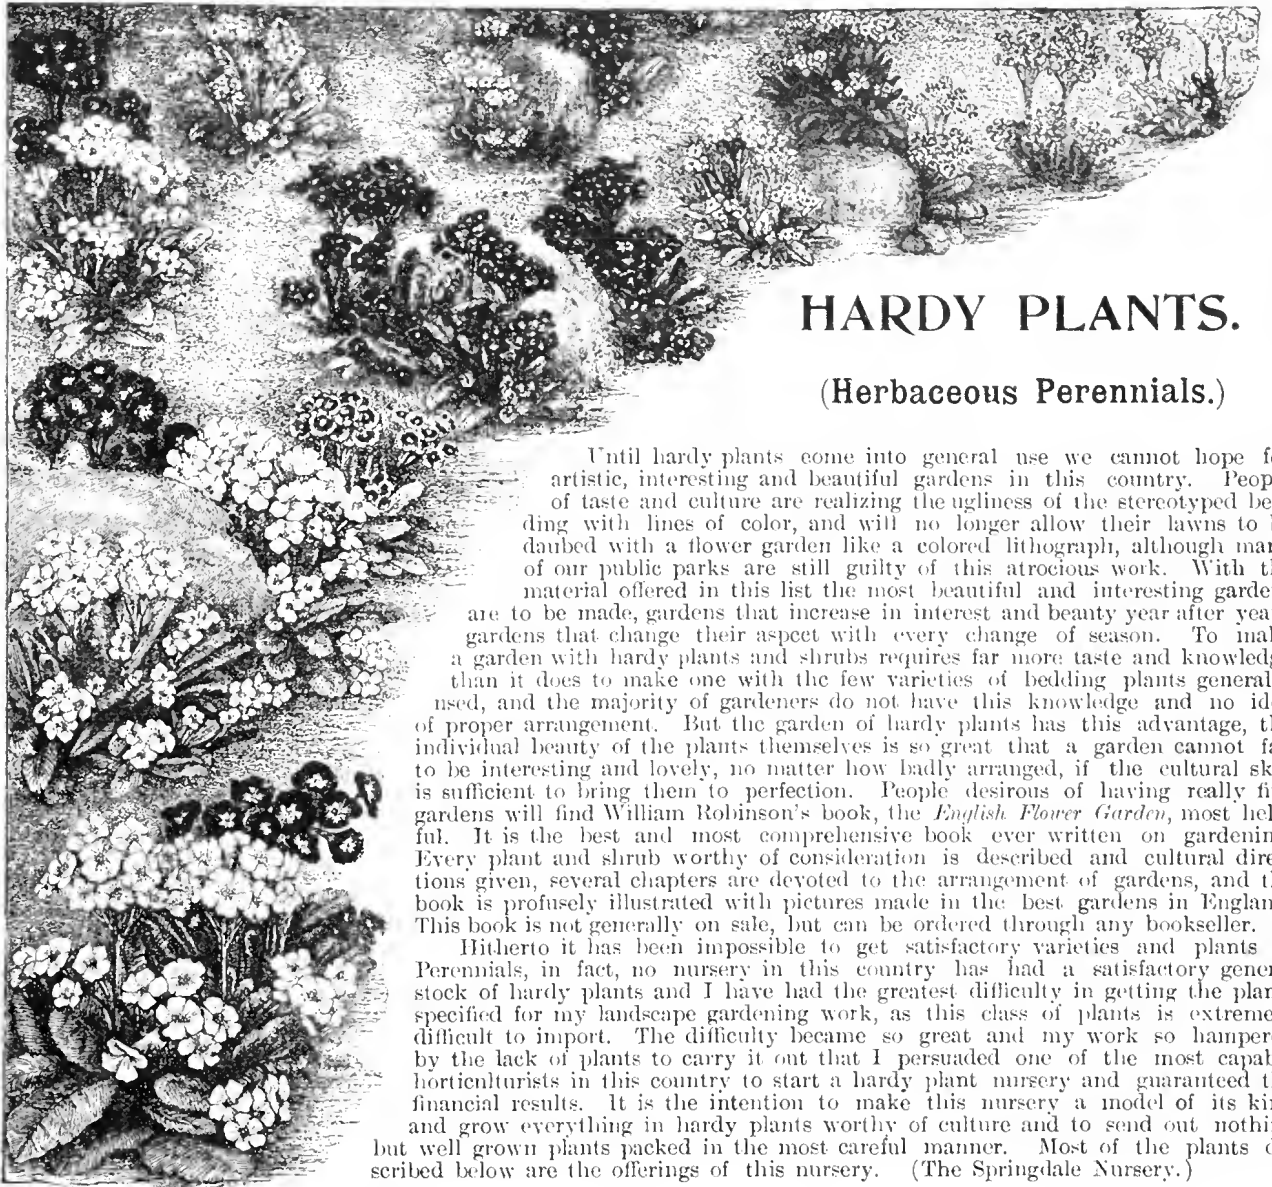 HARDY PLANTS.
(Herbaceous Perennials.)
Until hardy plants come into general use we cannot hope f
artistic, interesting and beautiful gardens in this country. Peop
of taste and culture are realizing the ugliness of the stereotyped be
ding with lines of color, and will no longer allow their lawns to
daubed with a flower garden like a colored lithograph, although man
of our public parks are still guilty of this atrocious work. With t
material offered in this list the most beautiful and interesting garde
are to be made, gardens that increase in interest and beauty year after yea
gardens that change their aspect with every change of season. To mak
a garden with hardy plants and shrubs requires far more taste and knowledg
than it does to make one with the few varieties of bedding plants general
used, and the majority of gardeners do not have this knowledge and no id
of proper arrangement. But the garden of hardy plants has this advantage, th
individual beauty of the plants themselves is so great that a garden cannot fa
to be interesting and lovely, no matter how badly arranged, if the cultural sk
is sufficient to bring them to perfection. People desirous of having really fi
gardens will find William Robinson's book, the English Flower Garden, most hel
ful. It is the best and most comprehensive book ever written on gardenin
Every plant and shrub worthy of consideration is described and cultural dire
tions given, several chapters are devoted to the arrangement of gardens, and t
book is profusely illustrated with pictures made in the best gardens in Englan
This book is not generally on sale, but can be ordered through any bookseller.
Hitherto it has been impossible to get satisfactory varieties and plants
Perennials, in fact, no nursery in this country has had a satisfactory gener
stock of hardy plants and I have had the greatest difficulty in getting the plan
specified for my landscape gardening work, as this class of plants is extreme
difficult to import. The difficulty became so great and my work so hamper
by the lack of plants to carry it out that I persuaded one of the most capab
horticulturists in this country to start a hardy plant nursery and guaranteed t
financial results. It is the intention to make this nursery a model of its ki
and grow everything in hardy plants worthy of culture and to send out nothi
but well grown plants packed in the most careful manner. Most of the plants d
scribed below are the offerings of this nursery. (The Springdale Nursery.)